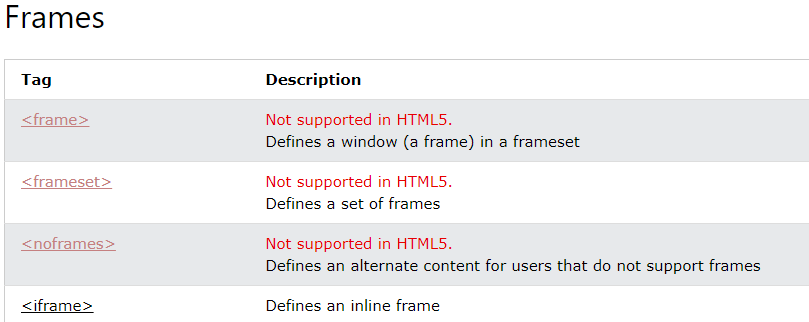 Frames
Tag Description
<frame> Not supported in HTML5.
Defines a window (a frame) in a frameset
<frameset> Not supported in HTML5.
Defines a set of frames
<noframes> Not supported in HTML5.
Defines an alternate content for users that do not support frames
<iframe> Defines an inline frame